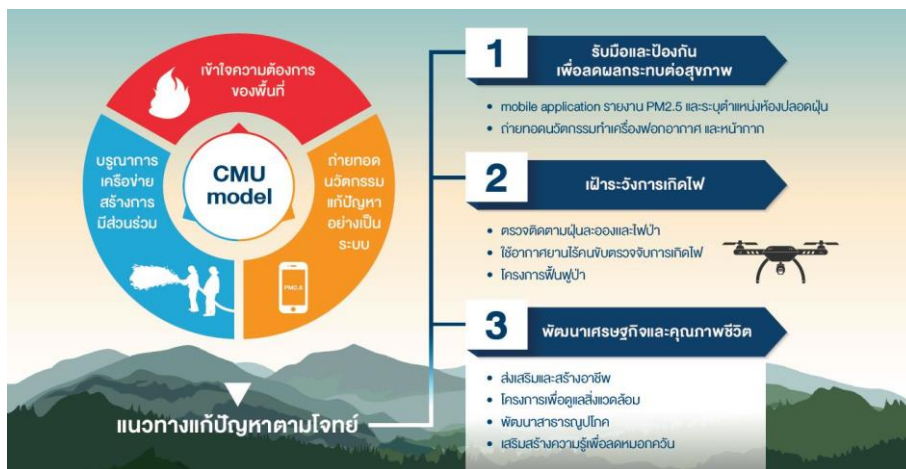 เข้าใจความต้องการ
ของพื้นที่
บูรณาการ
เครือข่าย
สร้างการ
มีส่วนร่วม
CMU
model
ถ่ายทอด
นวัตกรรม
แก้ปัญหา
อย่างเป็น
ระบบ
PM2.5
แนวทางแก้ปัญหาตามโจทย์
1
รับมือและป้องกัน
เพื่อลดผลกระทบต่อสุขภาพ
• mobile application รายงาน PM2.5 และระบุตำแหน่งห้องปลอดฝุ่น
• ถ่ายทอดนวัตกรรมทำเครื่องฟอกอากาศ และหน้ากาก
2
เฝ้าระวังการเกิดไฟ
• ตรวจติดตามฝุ่นละอองและไฟป่า
• ใช้อากาศยานไร้คนขับตรวจจับการเกิดไฟ
• โครงการฟื้นฟูป่า
3
พัฒนาเศรษฐกิจและคุณภาพชีวิต
• ส่งเสริมและสร้างอาชีพ
• โครงการเพื่อดูแลสิ่งแวดล้อม
• พัฒนาสาธารณูปโภค
• เสริมสร้างความรู้เพื่อลดหมอกควัน